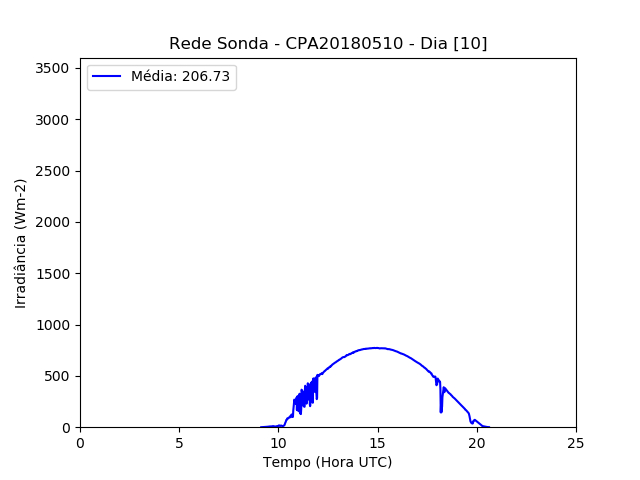 Rede Sonda - CPA20180510 - Dia [10]
Média: 206.73
3500
3000
2500
2000
1500
1000
500
0
Irradiância (Wm-2)
0 5 10 15 20 25
Tempo (Hora UTC)